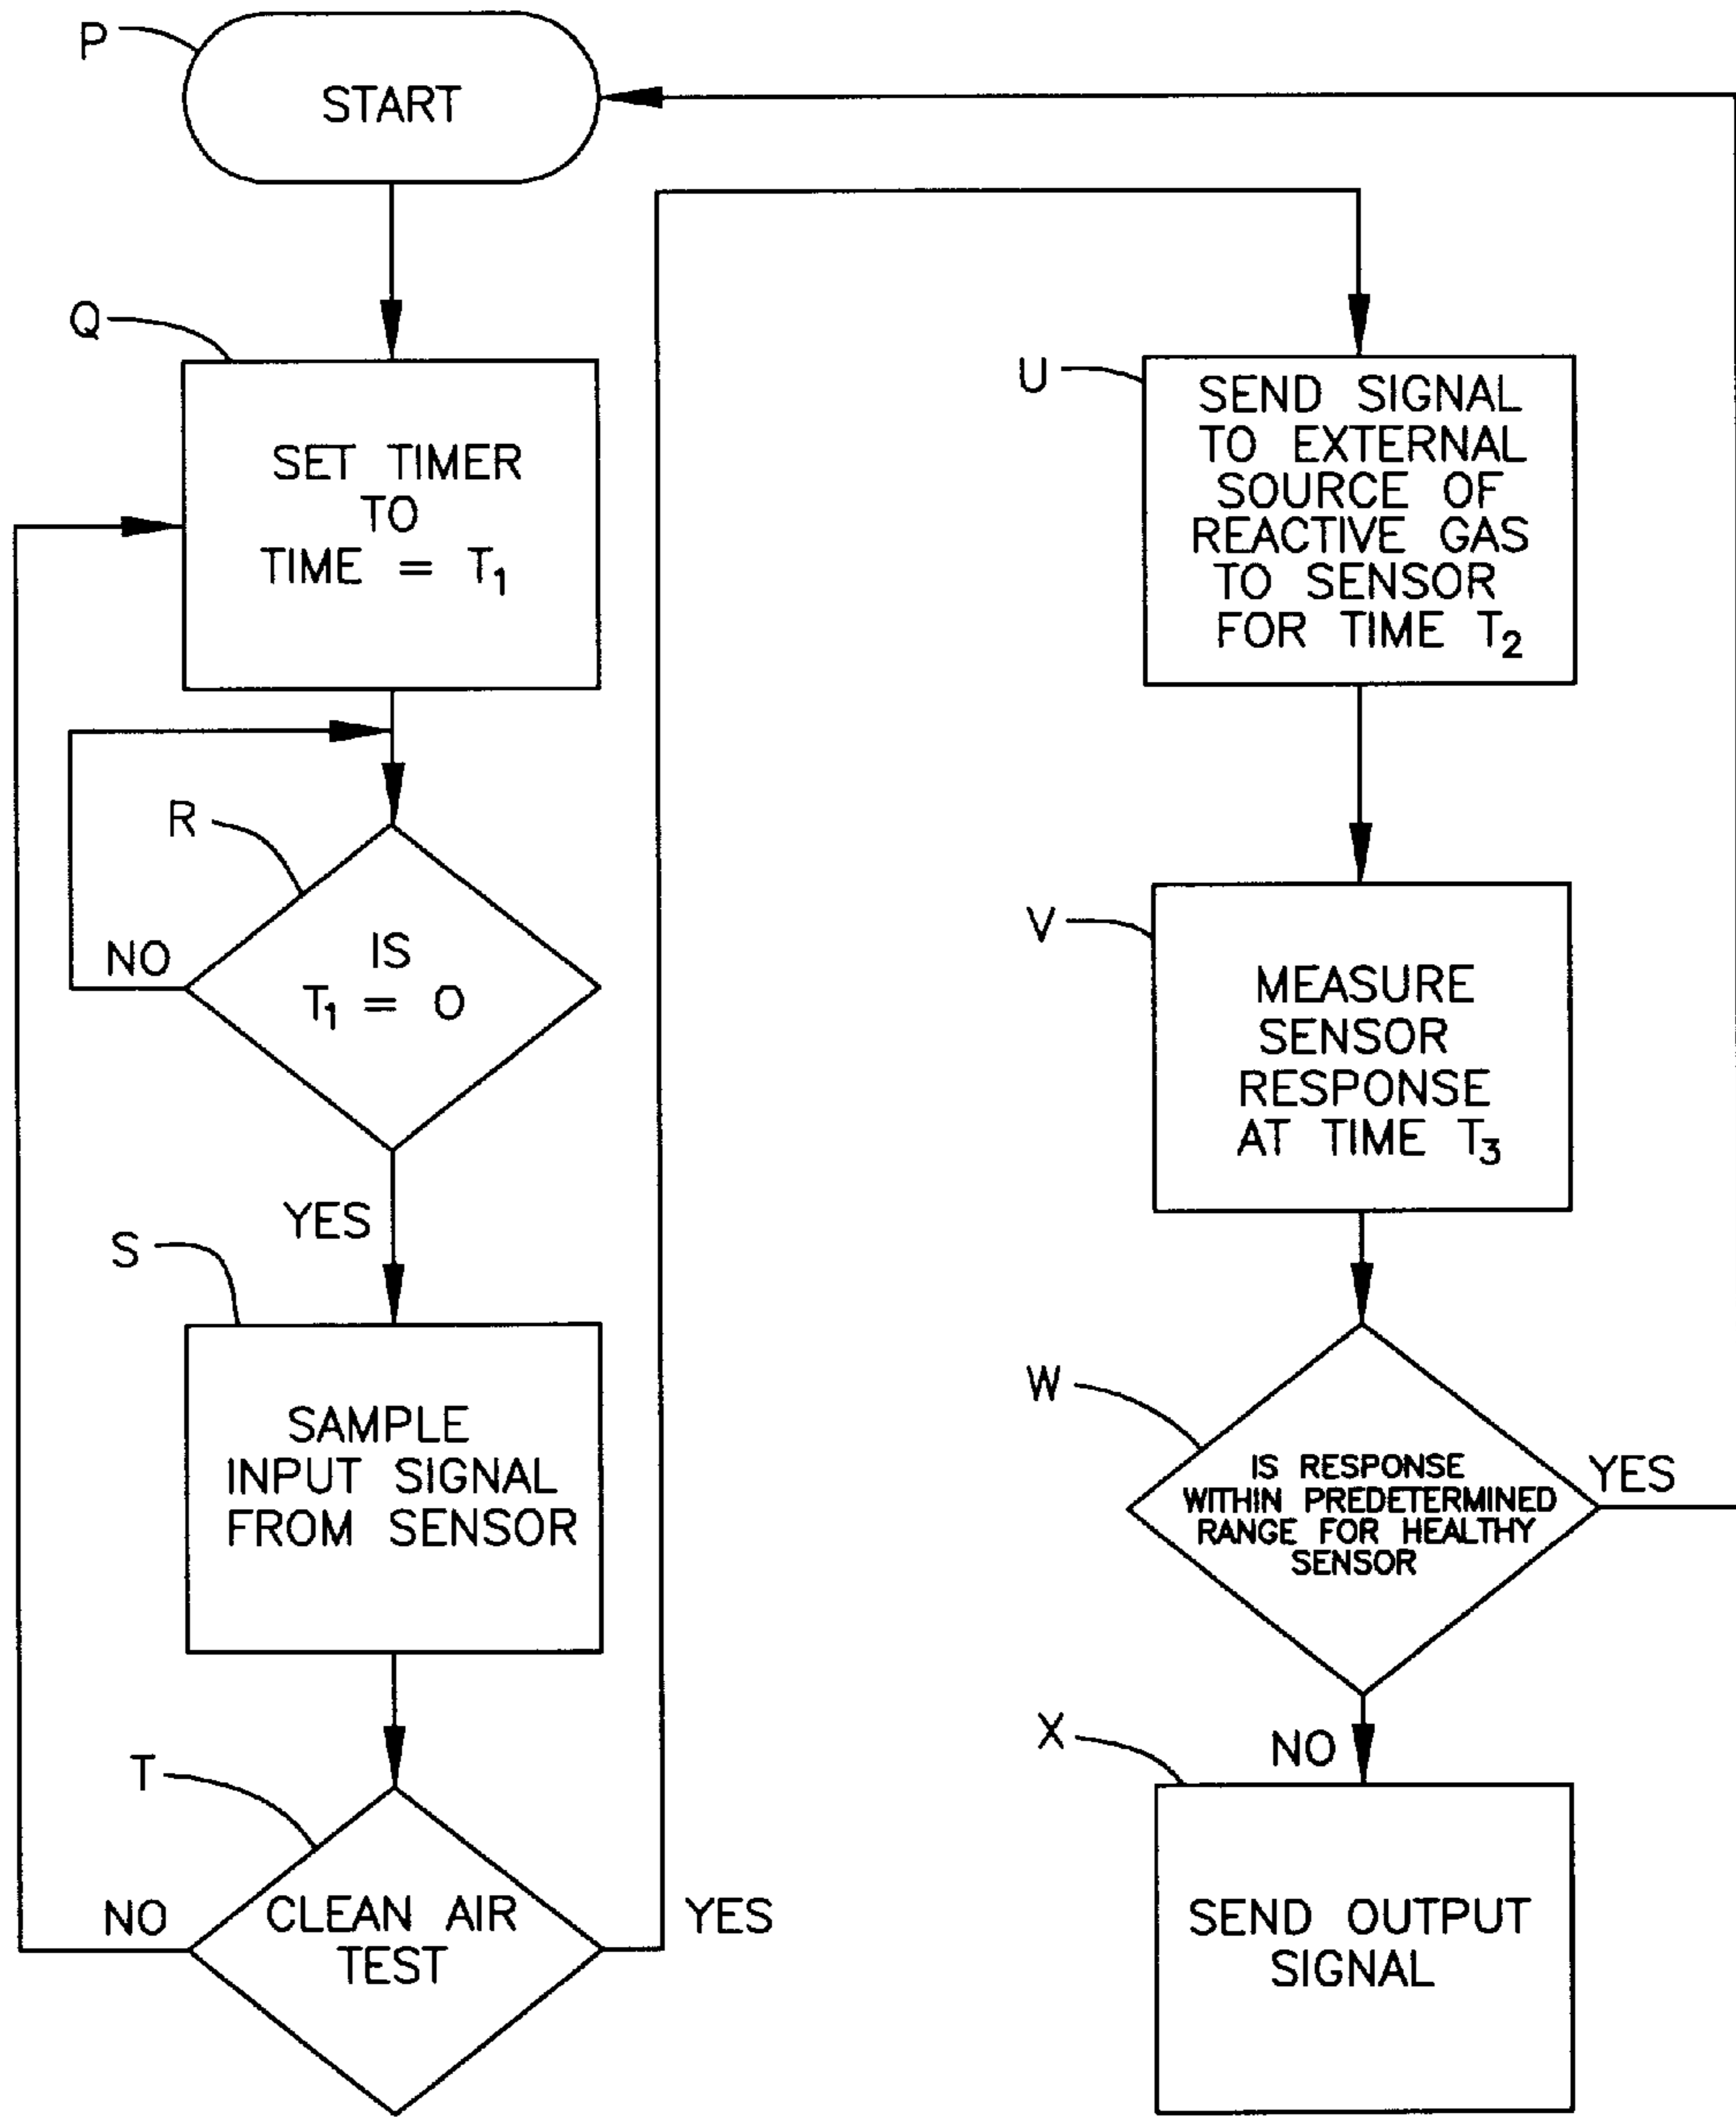 P
START
Q
SET TIMER
TO
TIME = T1
R
IS
T1 = 0
NO
YES
S
SAMPLE
INPUT SIGNAL
FROM SENSOR
T
CLEAN AIR
TEST
NO
YES
U
SEND SIGNAL
TO EXTERNAL
SOURCE OF
REACTIVE GAS
TO SENSOR
FOR TIME T2
V
MEASURE
SENSOR
RESPONSE
AT TIME T3
W
IS RESPONSE
WITHIN PREDETERMINED
RANGE FOR HEALTHY
SENSOR
YES
NO
X
SEND OUTPUT
SIGNAL